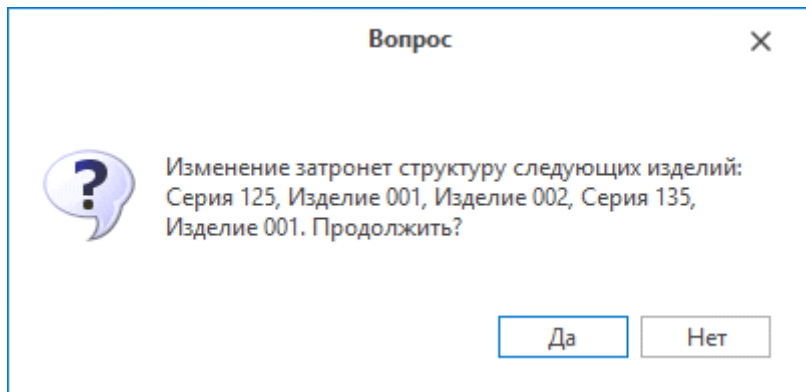 Вопрос
Изменение затронет структуру следующих изделий:
Серия 125, Изделие 001, Изделие 002, Серия 135,
Изделие 001. Продолжить?
Да
Нет